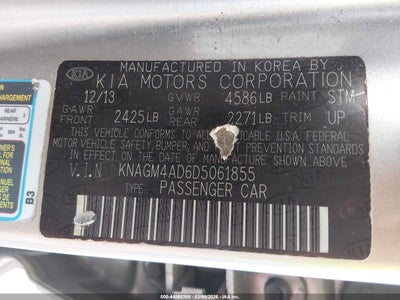 MANUFACTURED IN KOREA BY
KIA MOTORS CORPORATION
KIA
12/13 GVWR 4586LB PAINT STM
GAWR FRONT 2425LB GAWR REAR 2271LB TRIM UP
THIS VEHICLE CONFORMS TO ALL APPLICABLE U.S.A FEDERAL
MOTOR VEHICLE SAFETY, BUMPER, AND THEFT PREVENTION
STANDARDS IN EFFECT ON THE DATE OF MANUFACTURE SHOWN ABOVE.
V.I.N KNAGM4AD6D5061855
TYPE PASSENGER CAR
B3